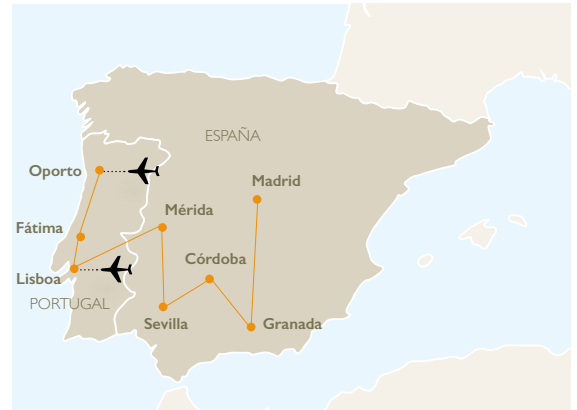 ESPAÑA
Oporto
Madrid
Mérida
Fátima
Córdoba
Lisboa
PORTUGAL
Sevilla
Granada